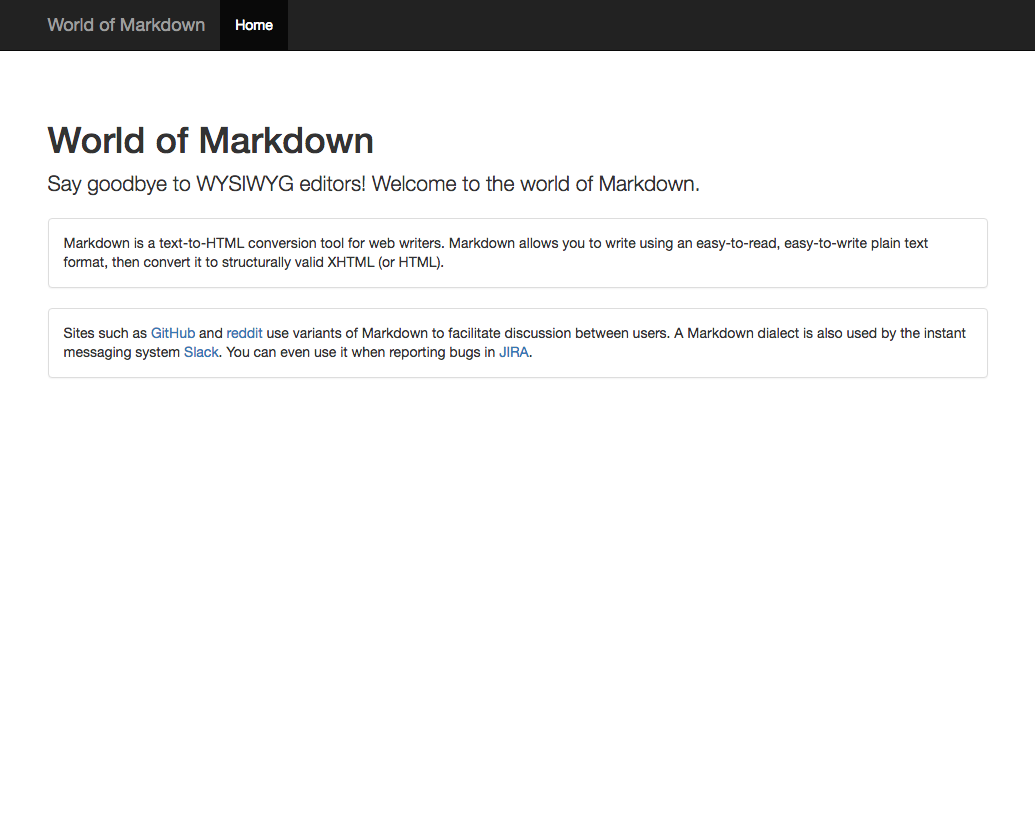 World of Markdown Home
World of Markdown
Say goodbye to WYSIWYG editors! Welcome to the world of Markdown.
Markdown is a text-to-HTML conversion tool for web writers. Markdown allows you to write using an easy-to-read, easy-to-write plain text
format, then convert it to structurally valid XHTML (or HTML).
Sites such as GitHub and reddit use variants of Markdown to facilitate discussion between users. A Markdown dialect is also used by the instant
messaging system Slack. You can even use it when reporting bugs in JIRA.